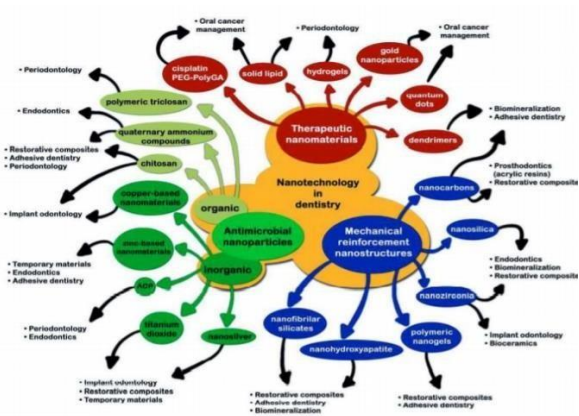 • Oral cancer
management
• Periodontology
• Oral cancer
management
cisplatin
PEG-PolyGA
solid lipid
hydrogels
gold
nanoparticles
quantum
dots
dendrimers
Therapeutic
nanomaterials
• Biomineralization
• Adhesive dentistry
• Periodontology
polymeric triclosan
• Endodontics
quaternary ammonium
compounds
• Restorative composites
• Adhesive dentistry
• Periodontology
chitosan
organic
Nanotechnology
in
dentistry
nanocarbons
• Prosthodontics
(acrylic resins)
• Restorative composite
copper-based
nanomaterials
• Implant odontology
Antimicrobial
nanoparticles
Mechanical
reinforcement
nanostructures
nanosilica
zinc-based
nanomaterials
inorganic
• Temporary materials
• Endodontics
• Adhesive dentistry
ACP
• Endodontics
• Biomineralization
• Restorative composite
nanozirconia
• Periodontology
• Endodontics
titanium
dioxide
nanosilver
nanofibrilar
silicates
nanohydroxyapatite
polymeric
nanogels
• Implant odontology
• Bioceramics
• Implant odontology
• Restorative composites
• Temporary materials
• Restorative composites
• Adhesive dentistry
• Biomineralization
• Restorative composites
• Adhesive dentistry